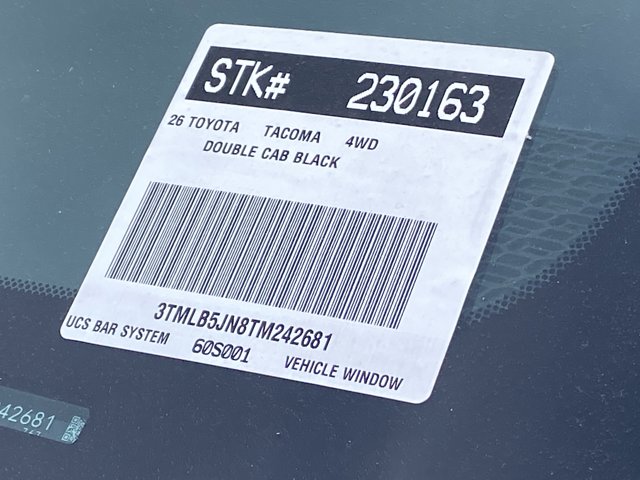 STK# 230163
26 TOYOTA TACOMA 4WD
DOUBLE CAB BLACK
3TMLB5JN8TM242681
UCS BAR SYSTEM 60S001 VEHICLE WINDOW
42681